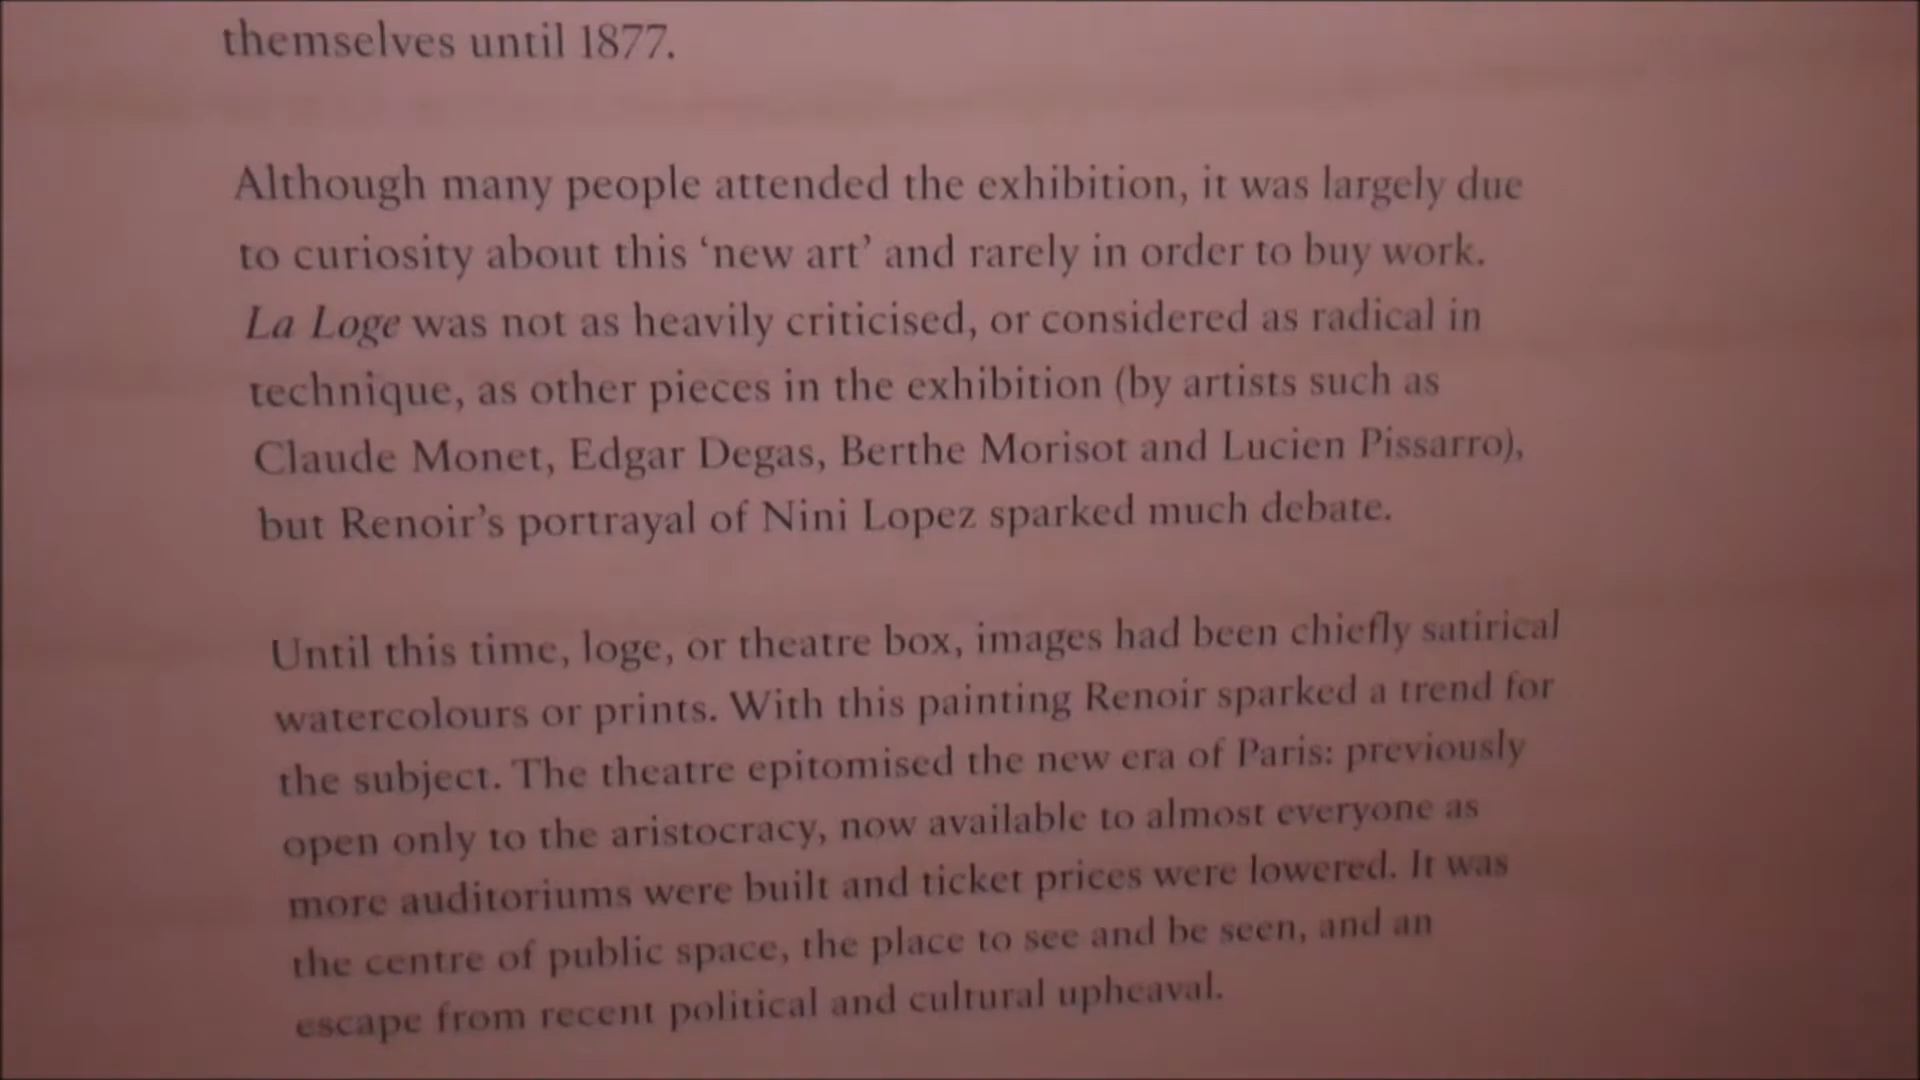 themselves until 1877.
Although many people attended the exhibition, it was largely due
to curiosity about this ‘new art’ and rarely in order to buy work.
La Loge was not as heavily criticised, or considered as radical in
technique, as other pieces in the exhibition (by artists such as
Claude Monet, Edgar Degas, Berthe Morisot and Lucien Pissarro),
but Renoir’s portrayal of Nini Lopez sparked much debate.
Until this time, loge, or theatre box, images had been chiefly satirical
watercolours or prints. With this painting Renoir sparked a trend for
the subject. The theatre epitomised the new era of Paris: previously
open only to the aristocracy, now available to almost everyone as
more auditoriums were built and ticket prices were lowered. It was
the centre of public space, the place to see and be seen, and an
escape from recent political and cultural upheaval.